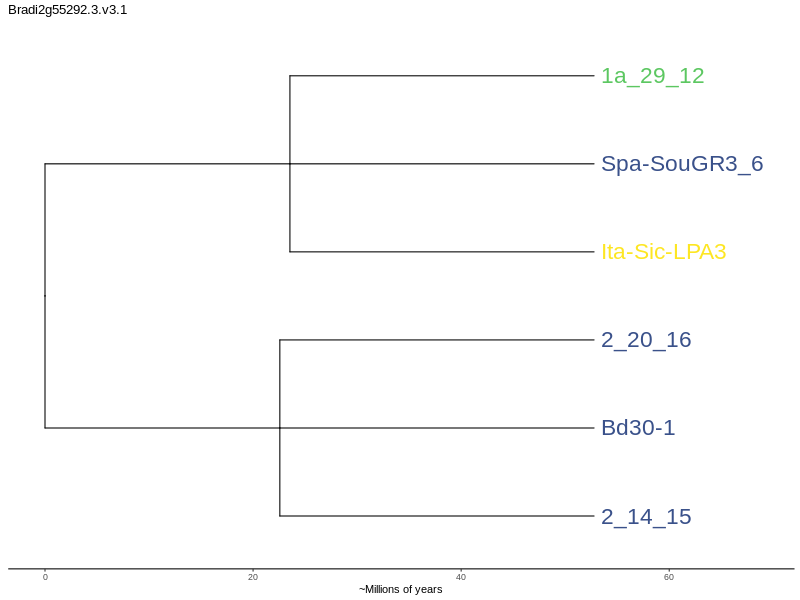 Bradi2g55292.3.v3.1
1a_29_12
Spa-SouGR3_6
Ita-Sic-LPA3
2_20_16
Bd30-1
2_14_15
0 20 40 60
~Millions of years